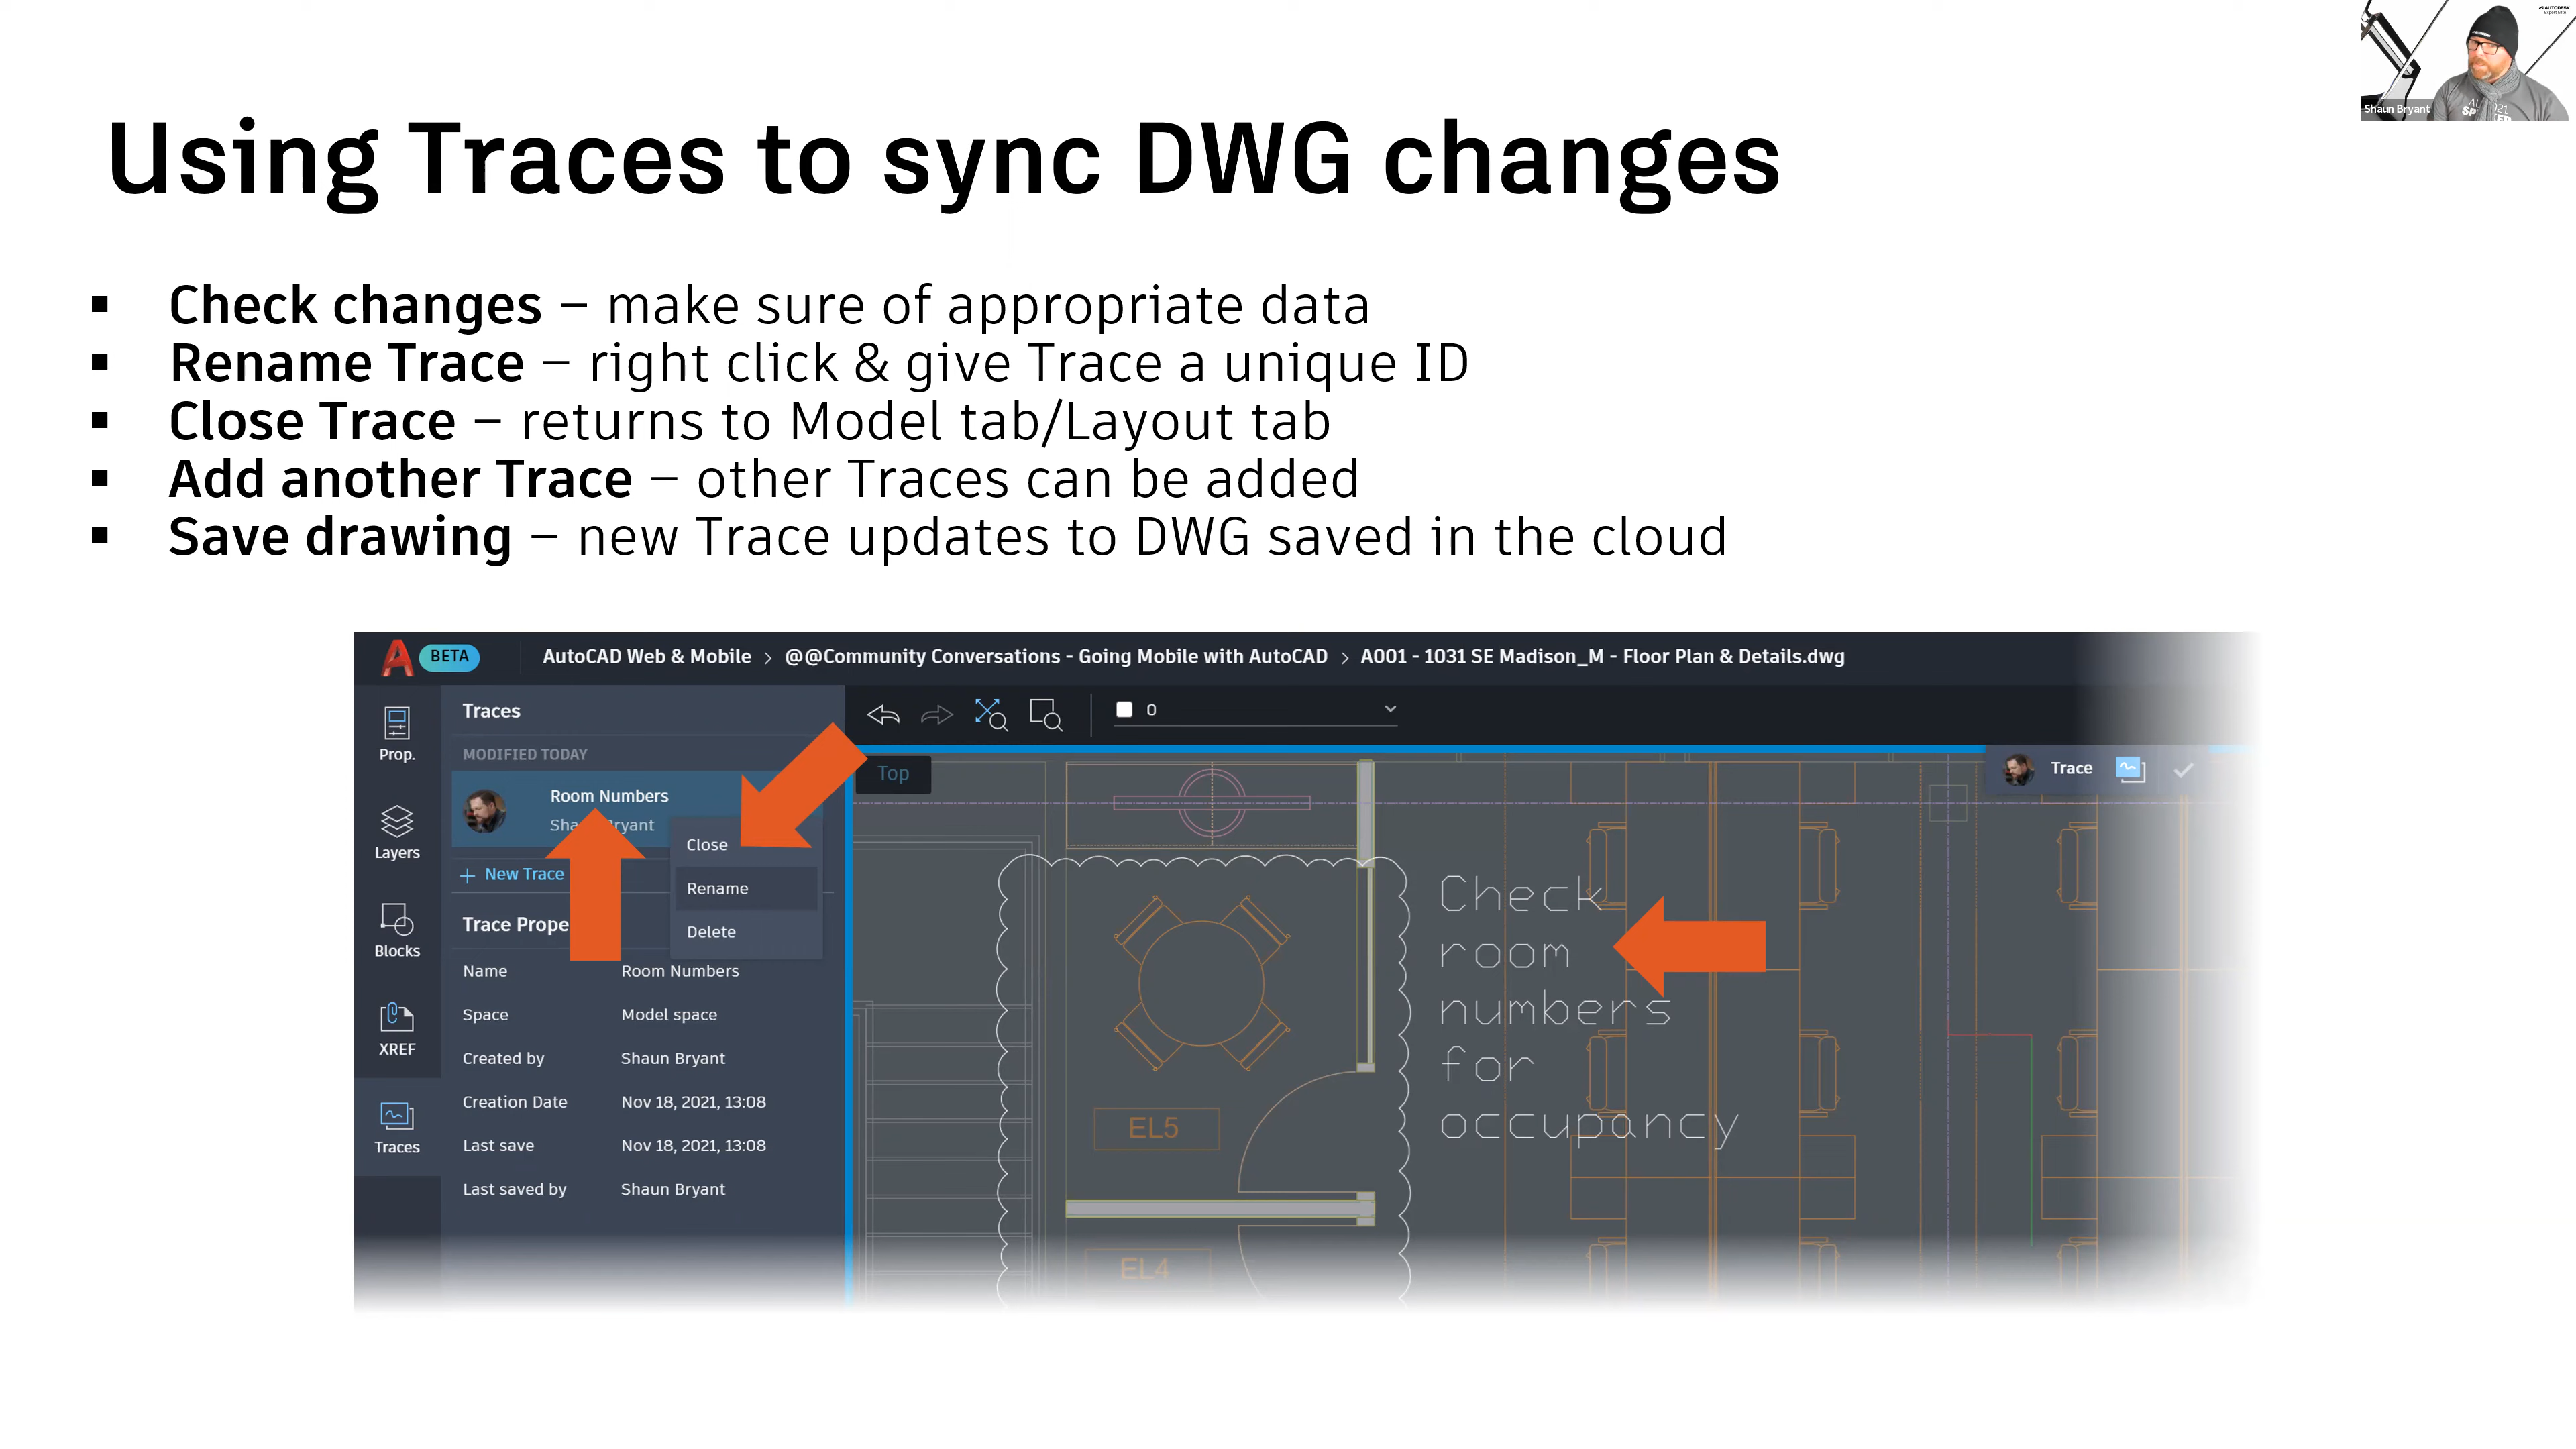 AUTODESK
Expert Elite
Shaun Bryant
Using Traces to sync DWG changes
▪ Check changes – make sure of appropriate data
▪ Rename Trace – right click & give Trace a unique ID
▪ Close Trace – returns to Model tab/Layout tab
▪ Add another Trace – other Traces can be added
▪ Save drawing – new Trace updates to DWG saved in the cloud
BETA AutoCAD Web & Mobile > @@Community Conversations - Going Mobile with AutoCAD > A001 - 1031 SE Madison_M - Floor Plan & Details.dwg
Prop.
Layers
Blocks
XREF
Traces
Traces
MODIFIED TODAY
Room Numbers
Bryant
Close
Rename
Delete
+ New Trace
Trace
Name Room Numbers
Space Model space
Created by Shaun Bryant
Creation Date Nov 18, 2021, 13:08
Last save Nov 18, 2021, 13:08
Last saved by Shaun Bryant
0
Top
Trace
Check
room
numbers
for
occupancy
EL5
EL4